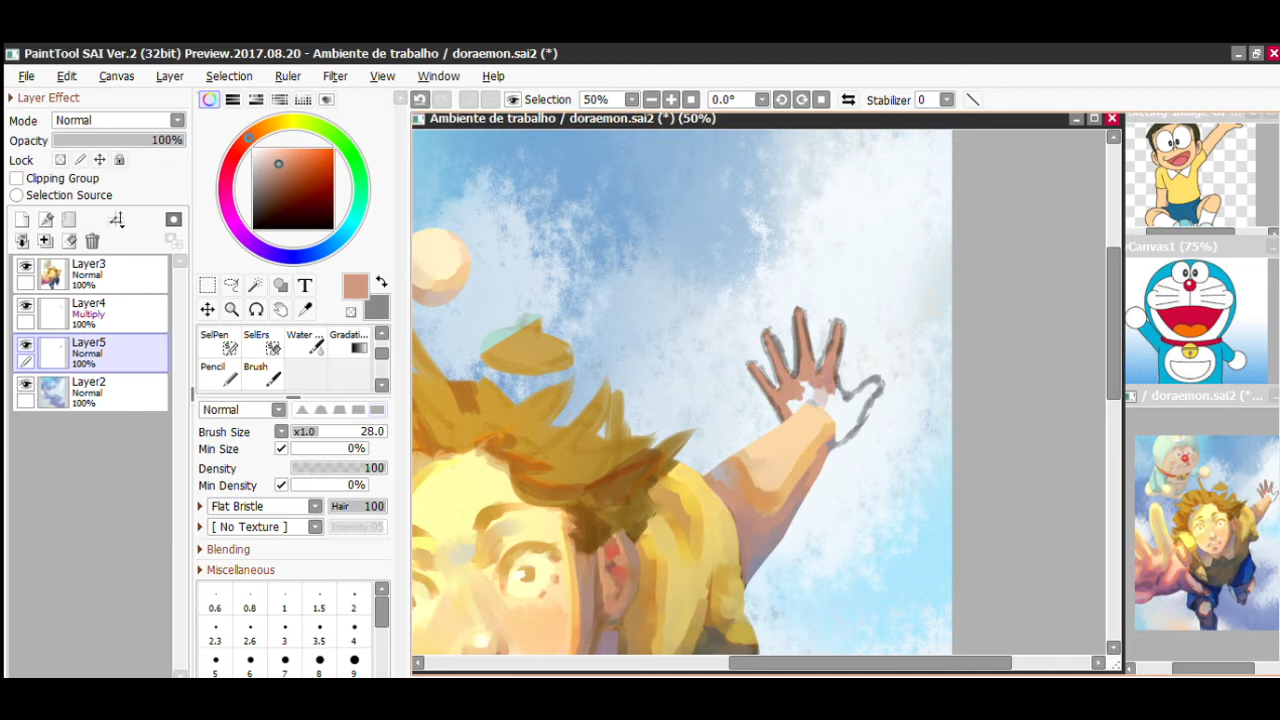 PaintTool SAI Ver.2 (32bit) Preview.2017.08.20 - Ambiente de trabalho / doraemon.sai2 (*)
File Edit Canvas Layer Selection Ruler Filter View Window Help
Layer Effect
Selection 50% 0.0° Stabilizer 0
Mode Normal
Opacity 100%
Lock
Clipping Group
Selection Source
Ambiente de trabalho / doraemon.sai2 (*) (50%)
Layer3
Normal
100%
Layer4
Multiply
100%
Layer5
Normal
100%
Layer2
Normal
100%
T
SelPen SelErs Water ... Gradati...
Pencil Brush
Normal
Brush Size x1.0 28.0
Min Size 0%
Density 100
Min Density 0%
Flat Bristle Hair 100
[ No Texture ] Intensity 95
Blending
Miscellaneous
0.6 0.8 1 1.5 2
2.3 2.6 3 3.5 4
5 6 7 8 9
Canvas1 (75%)
/ doraemon.sai2 (*...